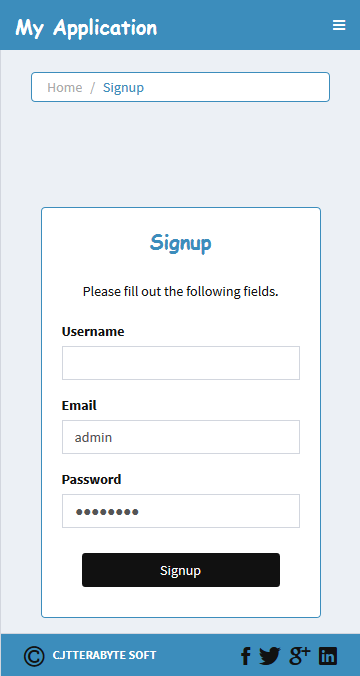 My Application
Home / Signup
Signup
Please fill out the following fields.
Username
Email
admin
Password
••••••••
Signup
© CJTTERABYTE SOFT